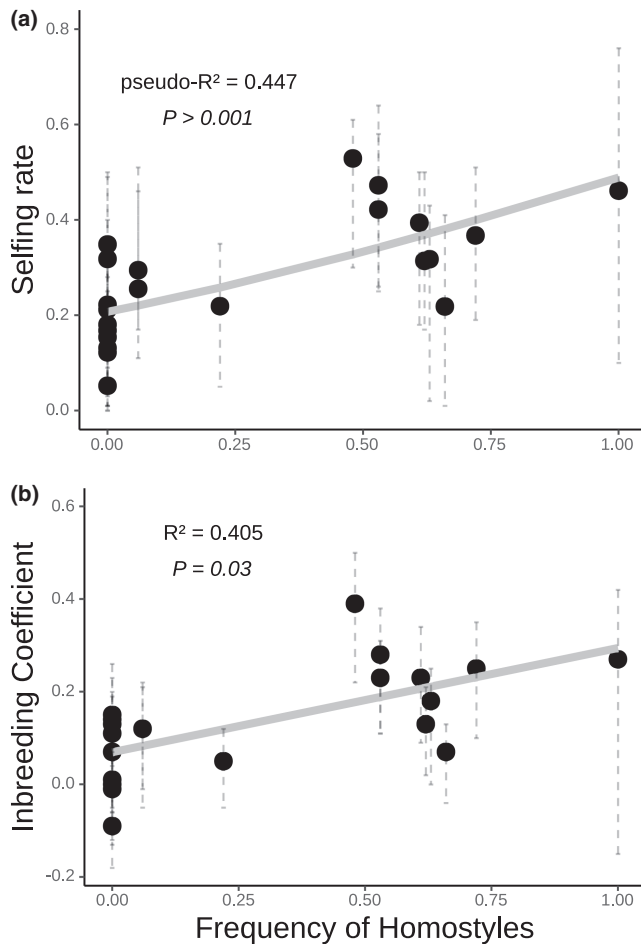 (a)
0.8
pseudo-R² = 0.447
P > 0.001
0.6
Selfing rate
0.4
0.2
0.0
0.00 0.25 0.50 0.75 1.00
(b)
0.6
R² = 0.405
P = 0.03
0.4
Inbreeding Coefficient
0.2
0.0
-0.2
0.00 0.25 0.50 0.75 1.00
Frequency of Homostyles